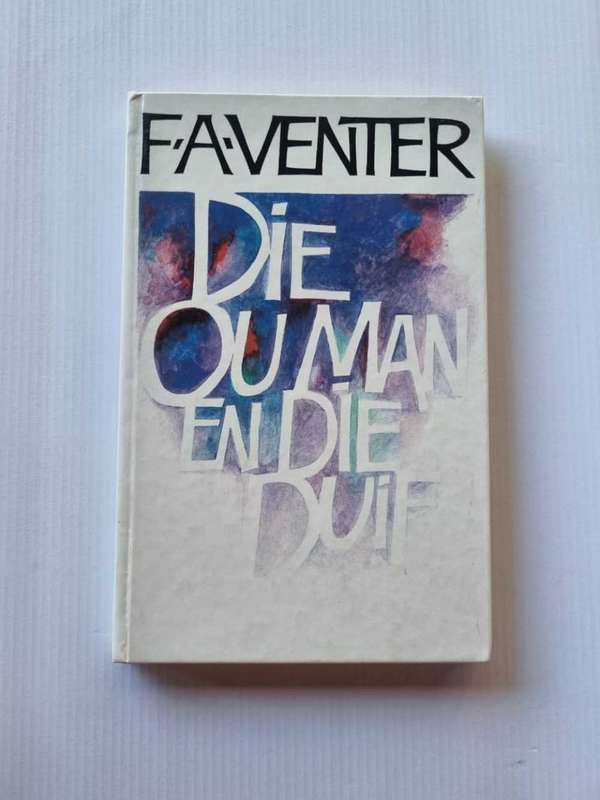 F·A·VENTER
DiE
OU MAN
EN DiE
DUiF